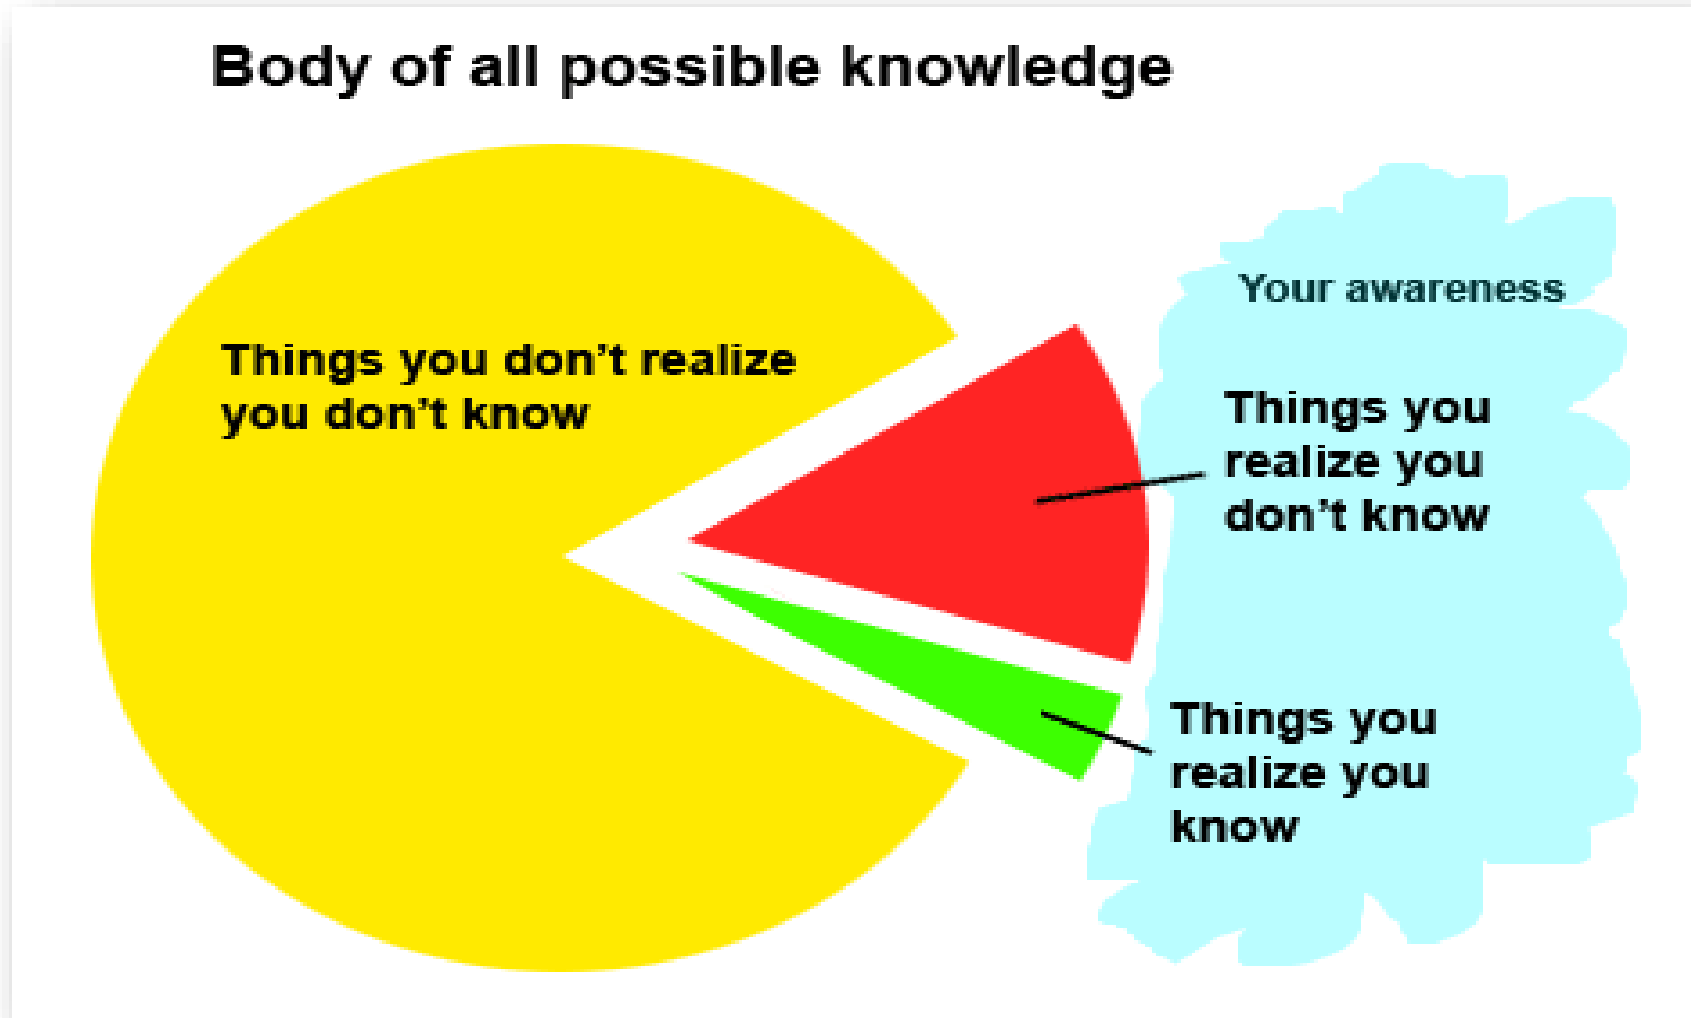 Body of all possible knowledge
Things you don’t realize
you don’t know
Your awareness
Things you
realize you
don’t know
Things you
realize you
know